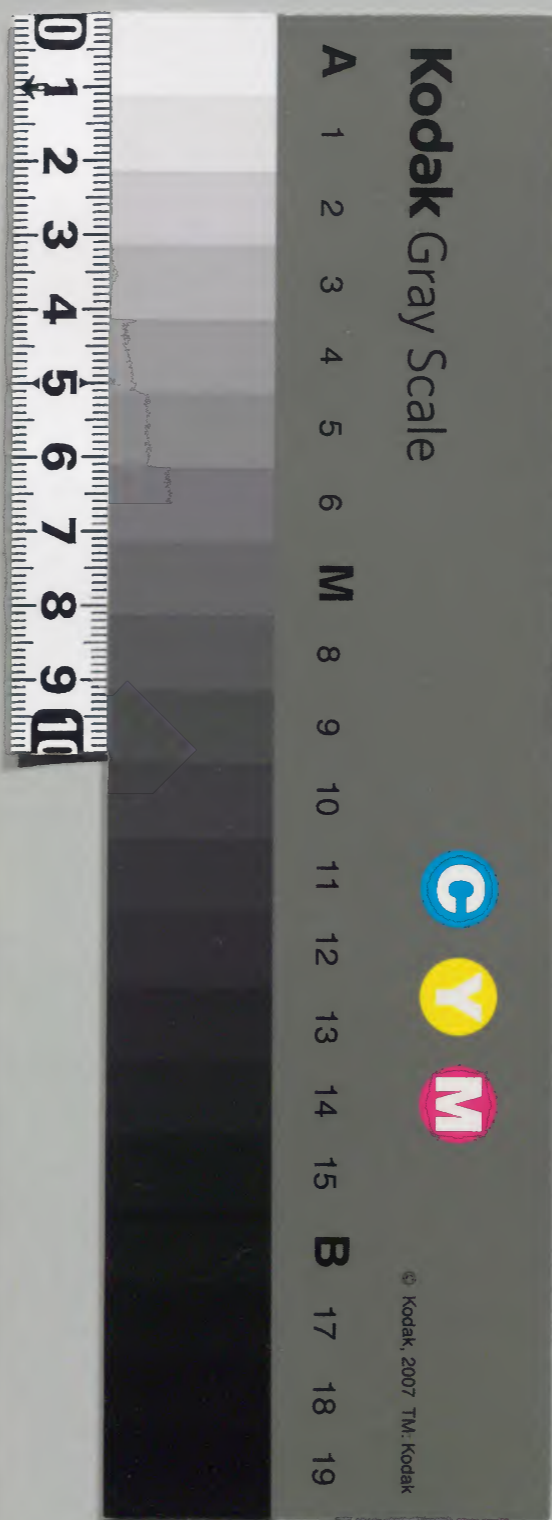 Kodak Gray Scale
C Y M
© Kodak, 2007 TM: Kodak
A 1 2 3 4 5 6 M 8 9 10 11 12 13 14 15 B 17 18 19
0 1 2 3 4 5 6 7 8 9 10